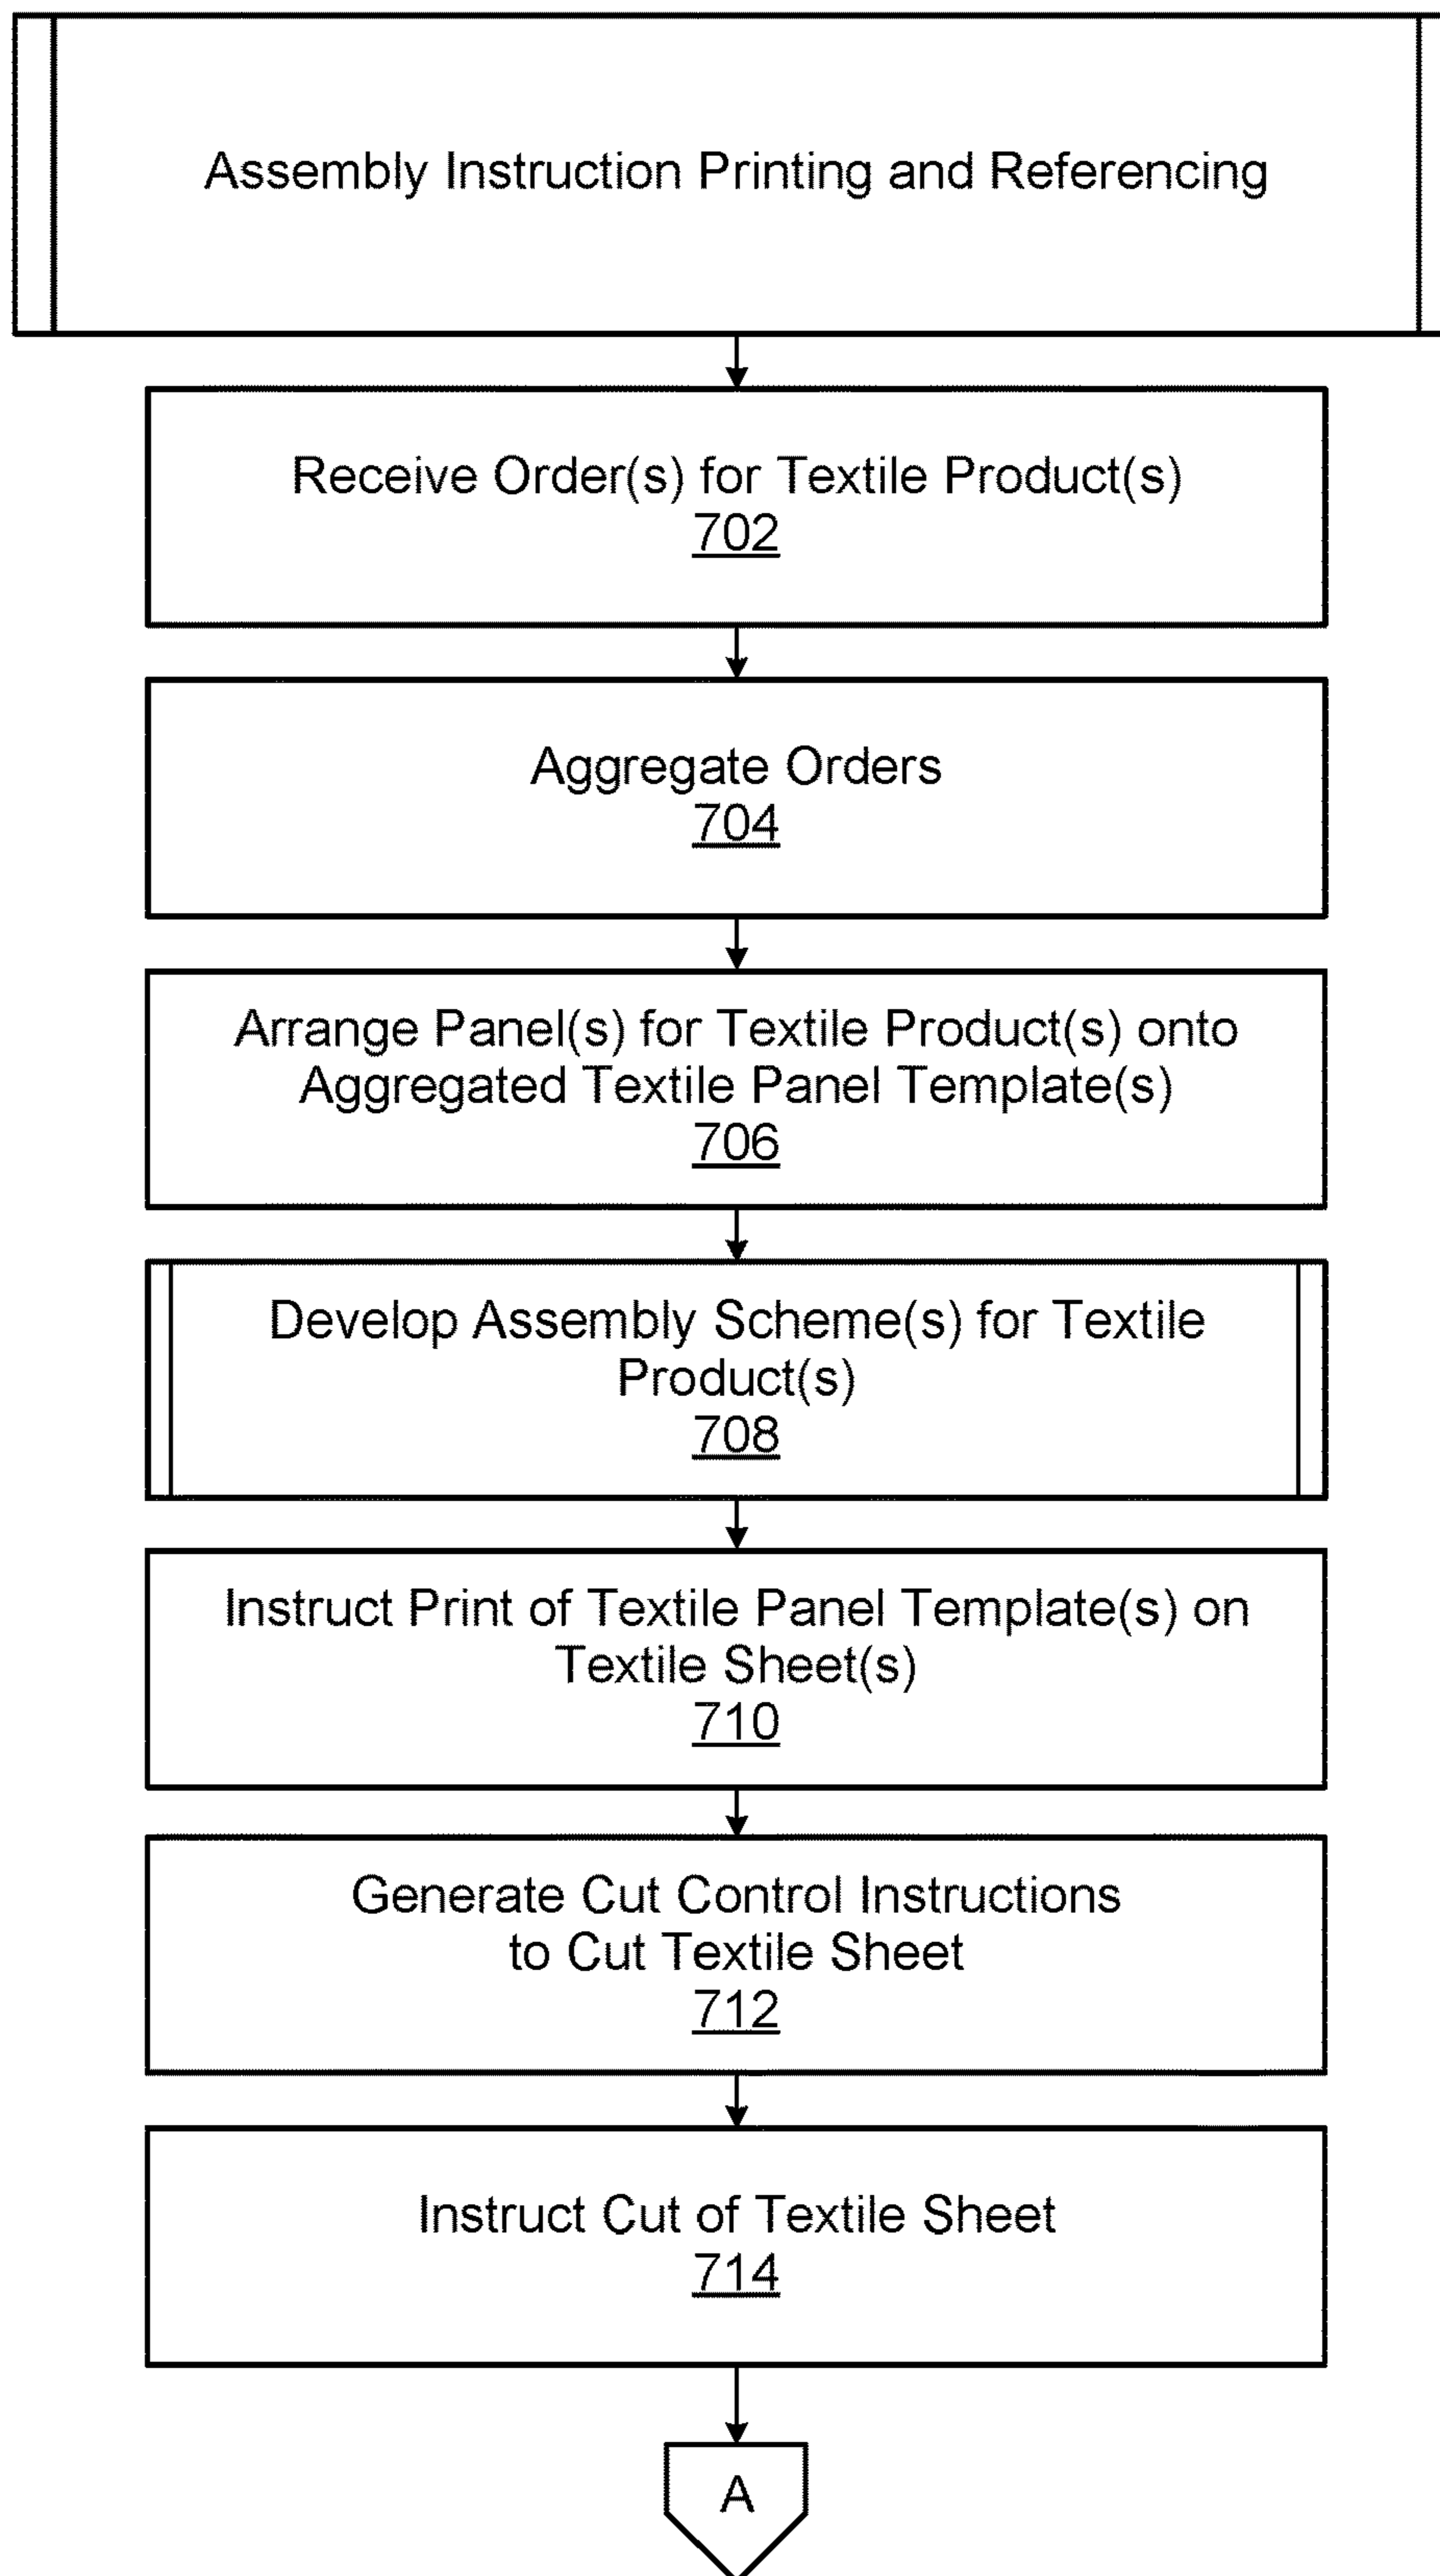 Assembly Instruction Printing and Referencing
Receive Order(s) for Textile Product(s)
702
Aggregate Orders
704
Arrange Panel(s) for Textile Product(s) onto
Aggregated Textile Panel Template(s)
706
Develop Assembly Scheme(s) for Textile
Product(s)
708
Instruct Print of Textile Panel Template(s) on
Textile Sheet(s)
710
Generate Cut Control Instructions
to Cut Textile Sheet
712
Instruct Cut of Textile Sheet
714
A